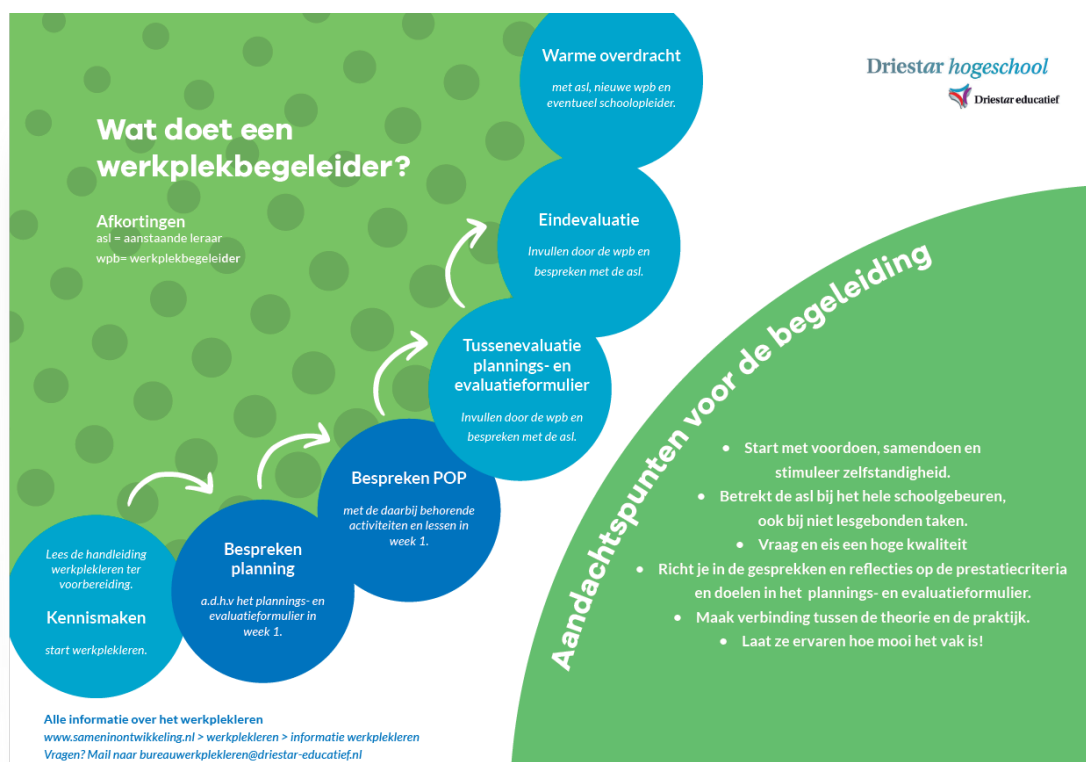 Wat doet een
werkplekbegeleider?
Afkortingen
asl = aanstaande leraar
wpb= werkplekbegeleider
Lees de handleiding
werkplekleren ter
voorbereiding.
Kennismaken
start werkplekleren.
Bespreken
planning
a.d.h.v het plannings- en
evaluatieformulier in
week 1.
Bespreken POP
met de daarbij behorende
activiteiten en lessen in
week 1.
Tussenevaluatie
plannings- en
evaluatieformulier
Invullen door de wpb en
bespreken met de asl.
Eindevaluatie
Invullen door de wpb en
bespreken met de asl.
Warme overdracht
met asl, nieuwe wpb en
eventueel schoolopleider.
Driestar hogeschool
Driestar educatief
Aandachtspunten voor de begeleiding
• Start met voordoen, samendoen en
stimuleer zelfstandigheid.
• Betrekt de asl bij het hele schoolgebeuren,
ook bij niet lesgebonden taken.
• Vraag en eis een hoge kwaliteit
• Richt je in de gesprekken en reflecties op de prestatiecriteria
en doelen in het plannings- en evaluatieformulier.
• Maak verbinding tussen de theorie en de praktijk.
• Laat ze ervaren hoe mooi het vak is!
Alle informatie over het werkplekleren
www.sameninontwikkeling.nl > werkplekleren > informatie werkplekleren
Vragen? Mail naar bureauwerkplekleren@driestar-educatief.nl